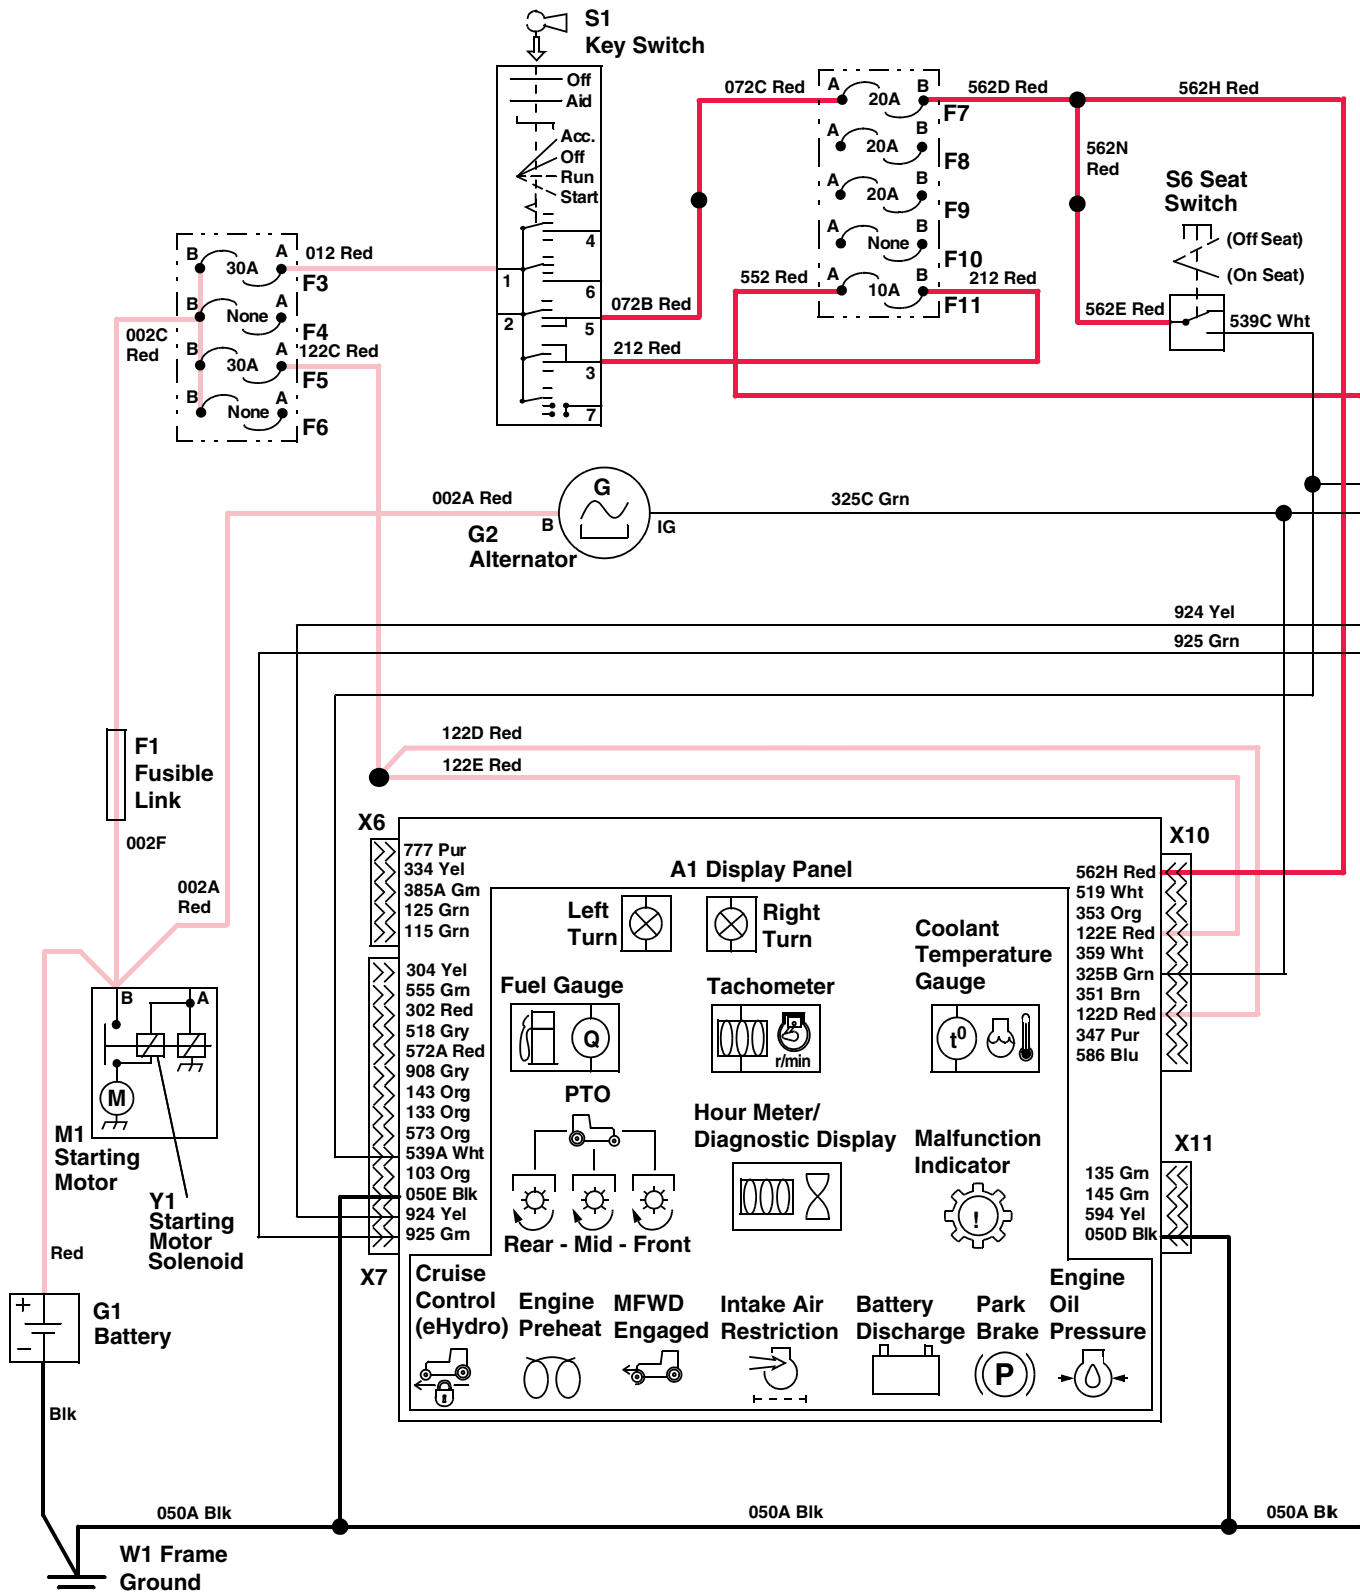 S1
Key Switch
Off
Aid
Acc.
Off
Run
Start
4
1
6
2
5
3
7
072C Red
A
20A
B
F7
A
20A
B
F8
A
20A
B
F9
A
None
B
F10
A
10A
B
F11
562D Red
562H Red
562N
Red
S6 Seat
Switch
(Off Seat)
(On Seat)
562E Red
539C Wht
552 Red
212 Red
072B Red
212 Red
B
30A
A
F3
012 Red
B
None
A
F4
B
30A
A
F5
122C Red
B
None
A
F6
002C
Red
002A Red
G
B
IG
G2
Alternator
325C Grn
924 Yel
925 Grn
122D Red
122E Red
F1
Fusible
Link
002F
002A
Red
B
A
M
M1
Starting
Motor
Y1
Starting
Motor
Solenoid
Red
+
−
G1
Battery
Blk
X6
777 Pur
334 Yel
385A Grn
125 Grn
115 Grn
304 Yel
555 Grn
302 Red
518 Gry
572A Red
908 Gry
143 Org
133 Org
573 Org
539A Wht
103 Org
050E Blk
924 Yel
925 Grn
X7
A1 Display Panel
Left
Turn
Right
Turn
Coolant
Temperature
Gauge
Fuel Gauge
Q
Tachometer
r/min
t⁰
PTO
Rear - Mid - Front
Hour Meter/
Diagnostic Display
Malfunction
Indicator
!
X10
562H Red
519 Wht
353 Org
122E Red
359 Wht
325B Grn
351 Brn
122D Red
347 Pur
586 Blu
X11
135 Grn
145 Grn
594 Yel
050D Blk
Cruise
Control
(eHydro)
Engine
Preheat
MFWD
Engaged
Intake Air
Restriction
Battery
Discharge
Park
Brake
P
Engine
Oil
Pressure
050A Blk
050A Blk
050A Blk
W1 Frame
Ground